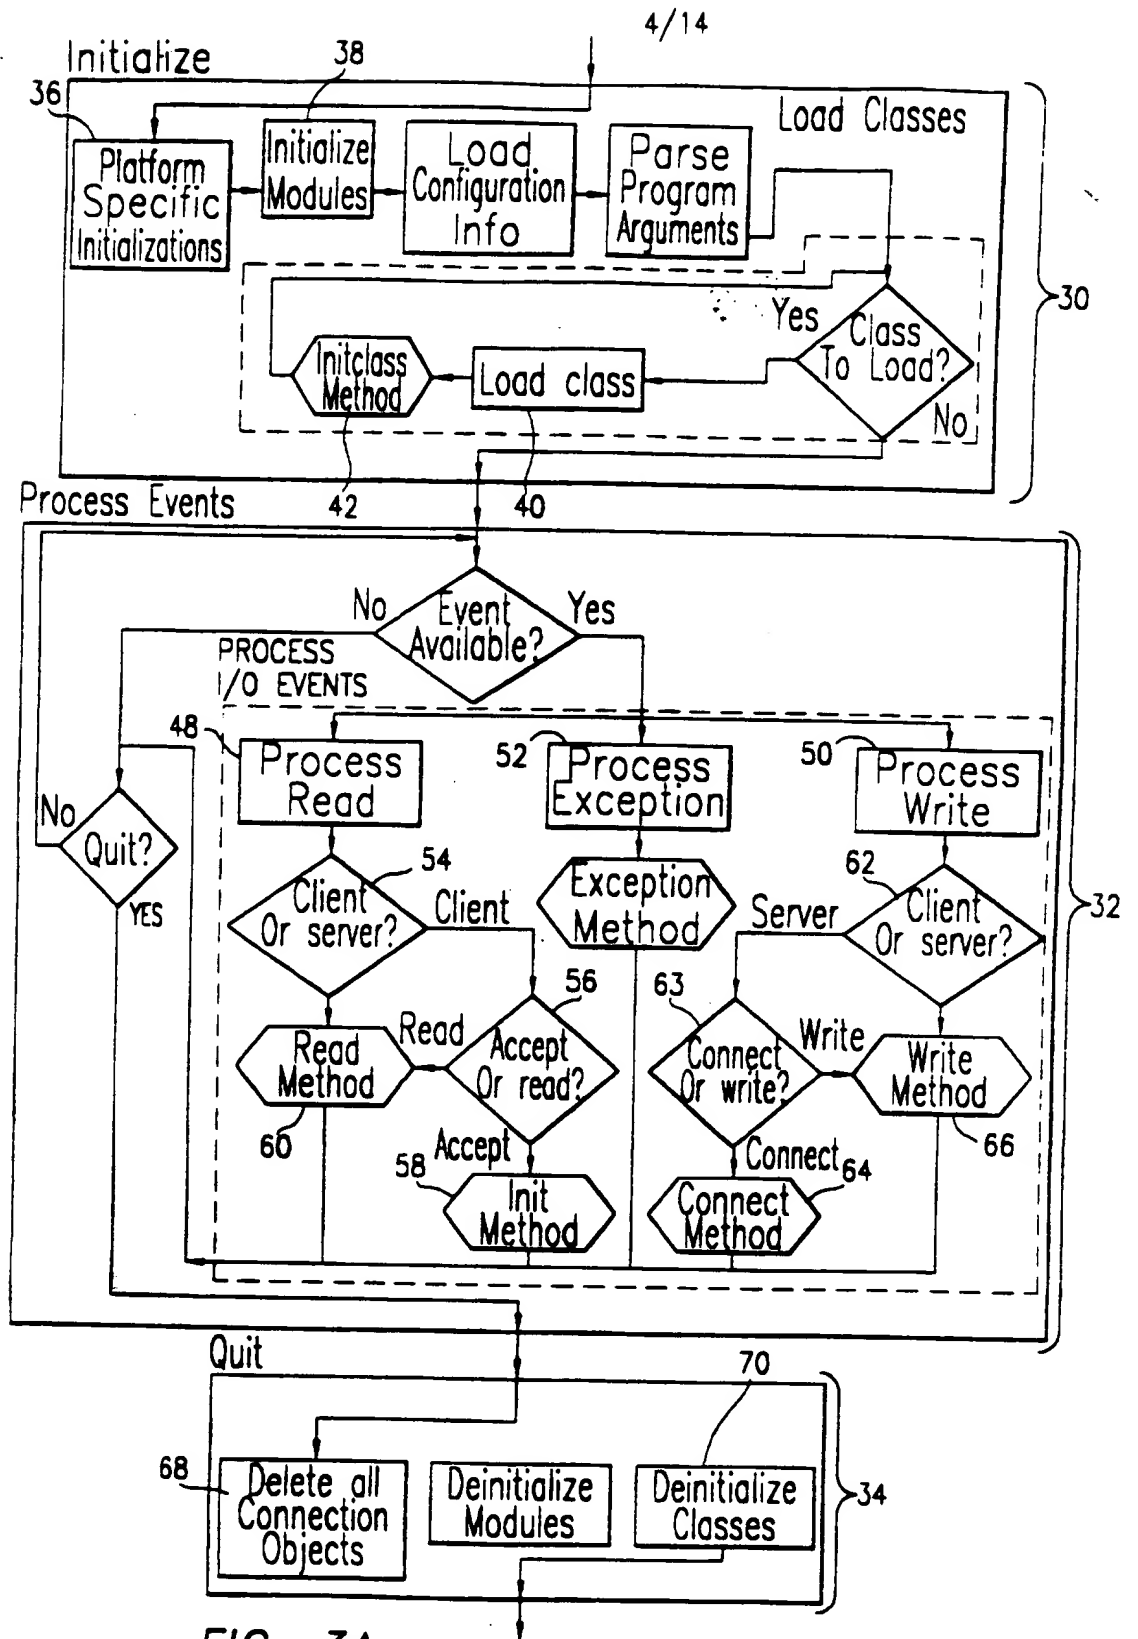 4/14
Initialize
38
36
Load Classes
Platform
Specific
Initializations
Initialize
Modules
Load
Configuration
Info
Parse
Program
Arguments
30
Yes
Class
To Load?
No
Initclass
Method
Load class
42
40
Process Events
No
Event
Available?
Yes
PROCESS
/O EVENTS
48
Process
Read
52
Process
Exception
50
Process
Write
No
Quit?
YES
54
Client
Or server?
Client
Exception
Method
62
Server
Client
Or server?
32
56
63
Read
Method
Read
Accept
Or read?
Connect
Or write?
Write
Write
Method
60
Accept
58
Init
Method
Connect
64
Connect
Method
66
Quit
70
68
Delete all
Connection
Objects
Deinitialize
Modules
Deinitialize
Classes
34